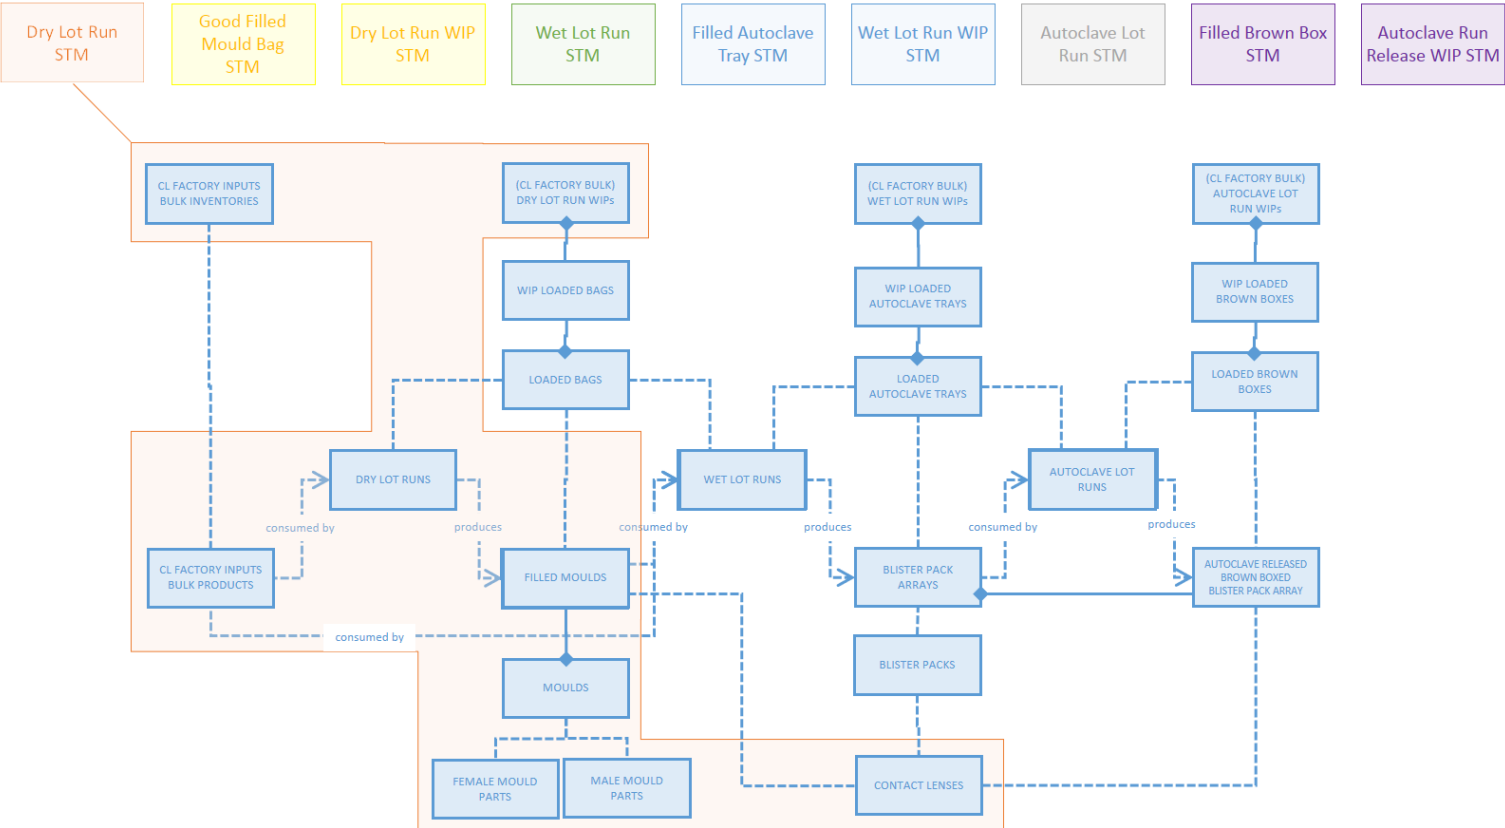 Dry Lot Run
STM
Good Filled
Mould Bag
STM
Dry Lot Run WIP
STM
Wet Lot Run
STM
Filled Autoclave
Tray STM
Wet Lot Run WIP
STM
Autoclave Lot
Run STM
Filled Brown Box
STM
Autoclave Run
Release WIP STM
CL FACTORY INPUTS
BULK INVENTORIES
(CL FACTORY BULK)
DRY LOT RUN WIPs
(CL FACTORY BULK)
WET LOT RUN WIPs
(CL FACTORY BULK)
AUTOCLAVE LOT
RUN WIPs
WIP LOADED BAGS
WIP LOADED
AUTOCLAVE TRAYS
WIP LOADED
BROWN BOXES
LOADED BAGS
LOADED
AUTOCLAVE TRAYS
LOADED BROWN
BOXES
DRY LOT RUNS
WET LOT RUNS
AUTOCLAVE LOT
RUNS
consumed by
produces
consumed by
produces
consumed by
produces
CL FACTORY INPUTS
BULK PRODUCTS
FILLED MOULDS
BLISTER PACK
ARRAYS
AUTOCLAVE RELEASED
BROWN BOXED
BLISTER PACK ARRAY
consumed by
BLISTER PACKS
MOULDS
FEMALE MOULD
PARTS
MALE MOULD
PARTS
CONTACT LENSES